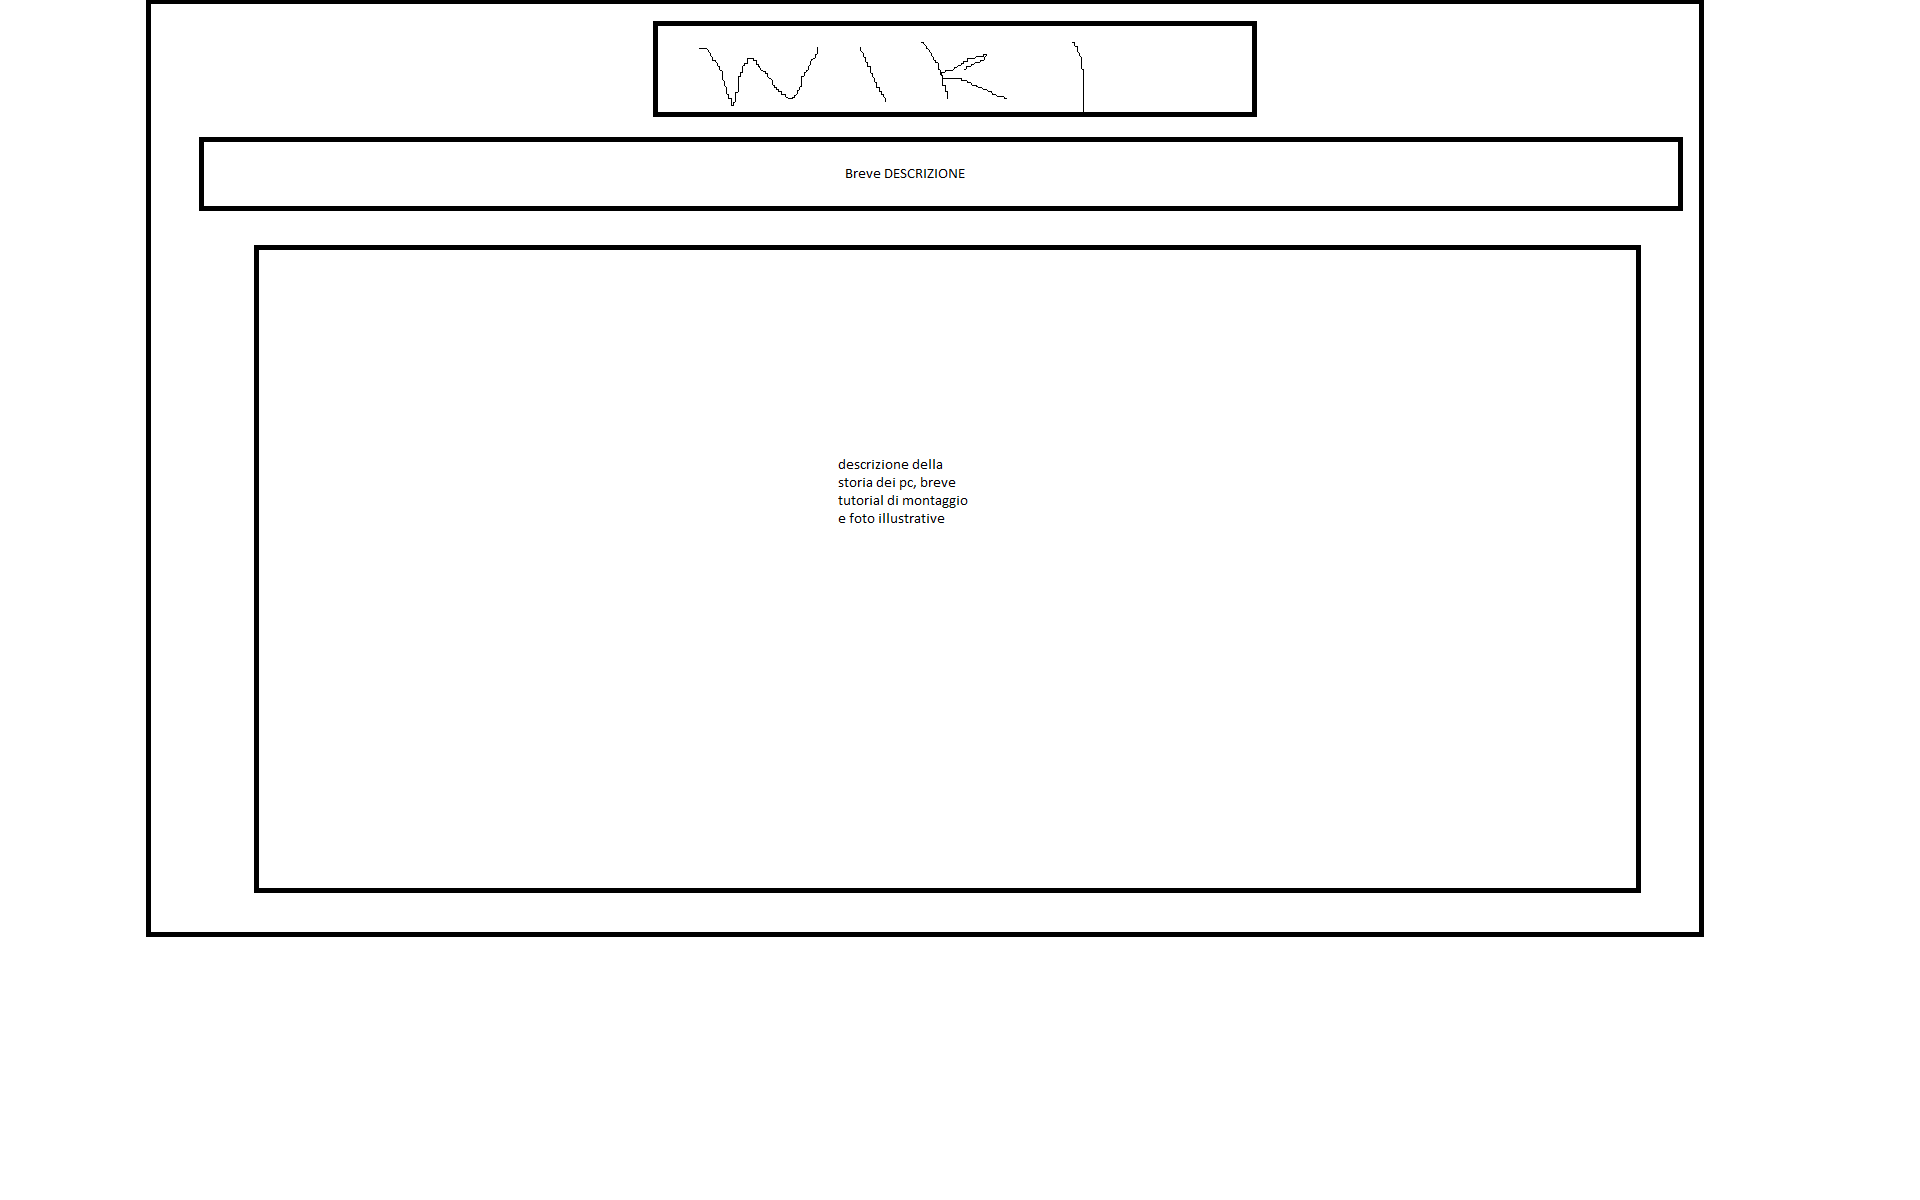 WIKI
Breve DESCRIZIONE
descrizione della
storia dei pc, breve
tutorial di montaggio
e foto illustrative